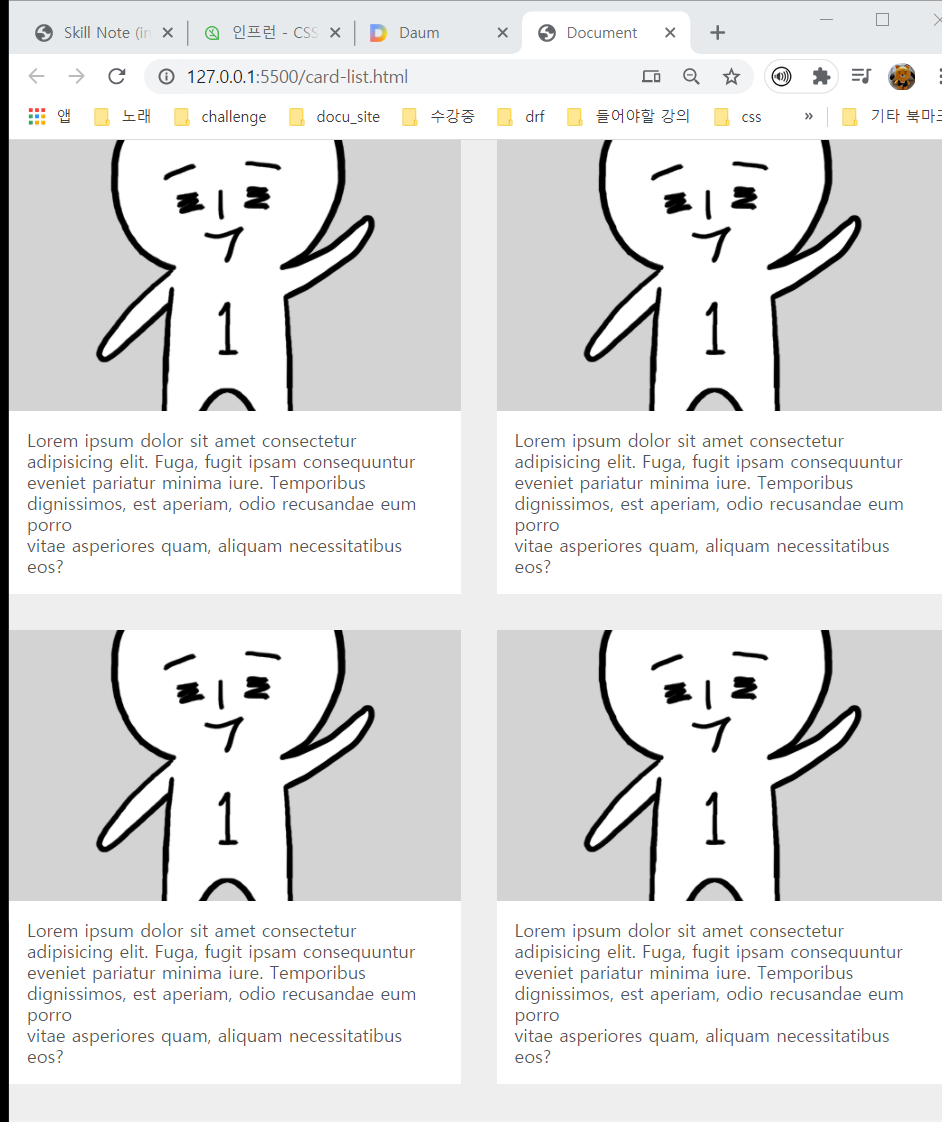 Skill Note (in
인프런 - CSS
Daum
Document
127.0.0.1:5500/card-list.html
앱
노래
challenge
docu_site
수강중
drf
들어야할 강의
css
»
기타 북마크
1
1
Lorem ipsum dolor sit amet consectetur
adipisicing elit. Fuga, fugit ipsam consequuntur
eveniet pariatur minima iure. Temporibus
dignissimos, est aperiam, odio recusandae eum
porro
vitae asperiores quam, aliquam necessitatibus
eos?
Lorem ipsum dolor sit amet consectetur
adipisicing elit. Fuga, fugit ipsam consequuntur
eveniet pariatur minima iure. Temporibus
dignissimos, est aperiam, odio recusandae eum
porro
vitae asperiores quam, aliquam necessitatibus
eos?
1
1
Lorem ipsum dolor sit amet consectetur
adipisicing elit. Fuga, fugit ipsam consequuntur
eveniet pariatur minima iure. Temporibus
dignissimos, est aperiam, odio recusandae eum
porro
vitae asperiores quam, aliquam necessitatibus
eos?
Lorem ipsum dolor sit amet consectetur
adipisicing elit. Fuga, fugit ipsam consequuntur
eveniet pariatur minima iure. Temporibus
dignissimos, est aperiam, odio recusandae eum
porro
vitae asperiores quam, aliquam necessitatibus
eos?